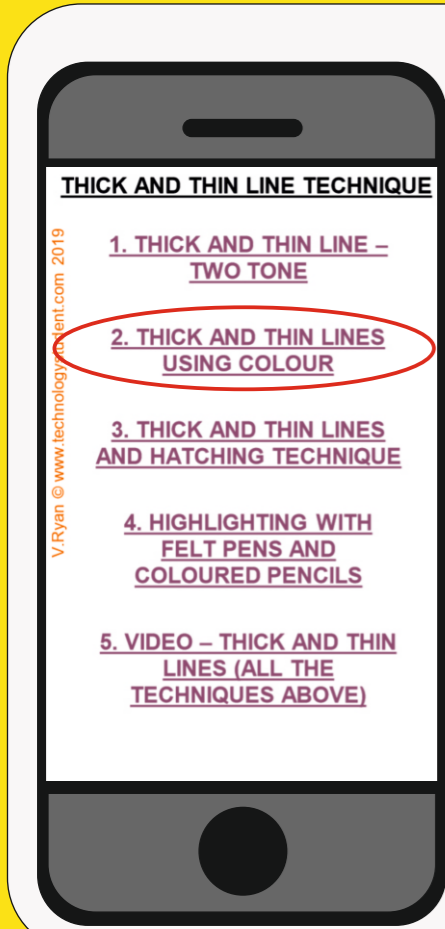 THICK AND THIN LINE TECHNIQUE
1. THICK AND THIN LINE –
TWO TONE
2. THICK AND THIN LINES
USING COLOUR
3. THICK AND THIN LINES
AND HATCHING TECHNIQUE
4. HIGHLIGHTING WITH
FELT PENS AND
COLOURED PENCILS
5. VIDEO – THICK AND THIN
LINES (ALL THE
TECHNIQUES ABOVE)
V.Ryan © www.technologystudent.com 2019